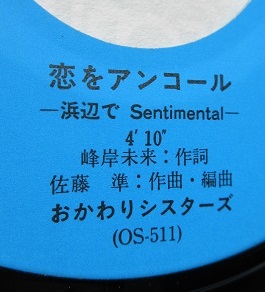 恋をアンコール
—浜辺で Sentimental—
4′10″
峰岸未来：作詞
佐藤　準：作曲・編曲
おかわりシスターズ
(OS-511)